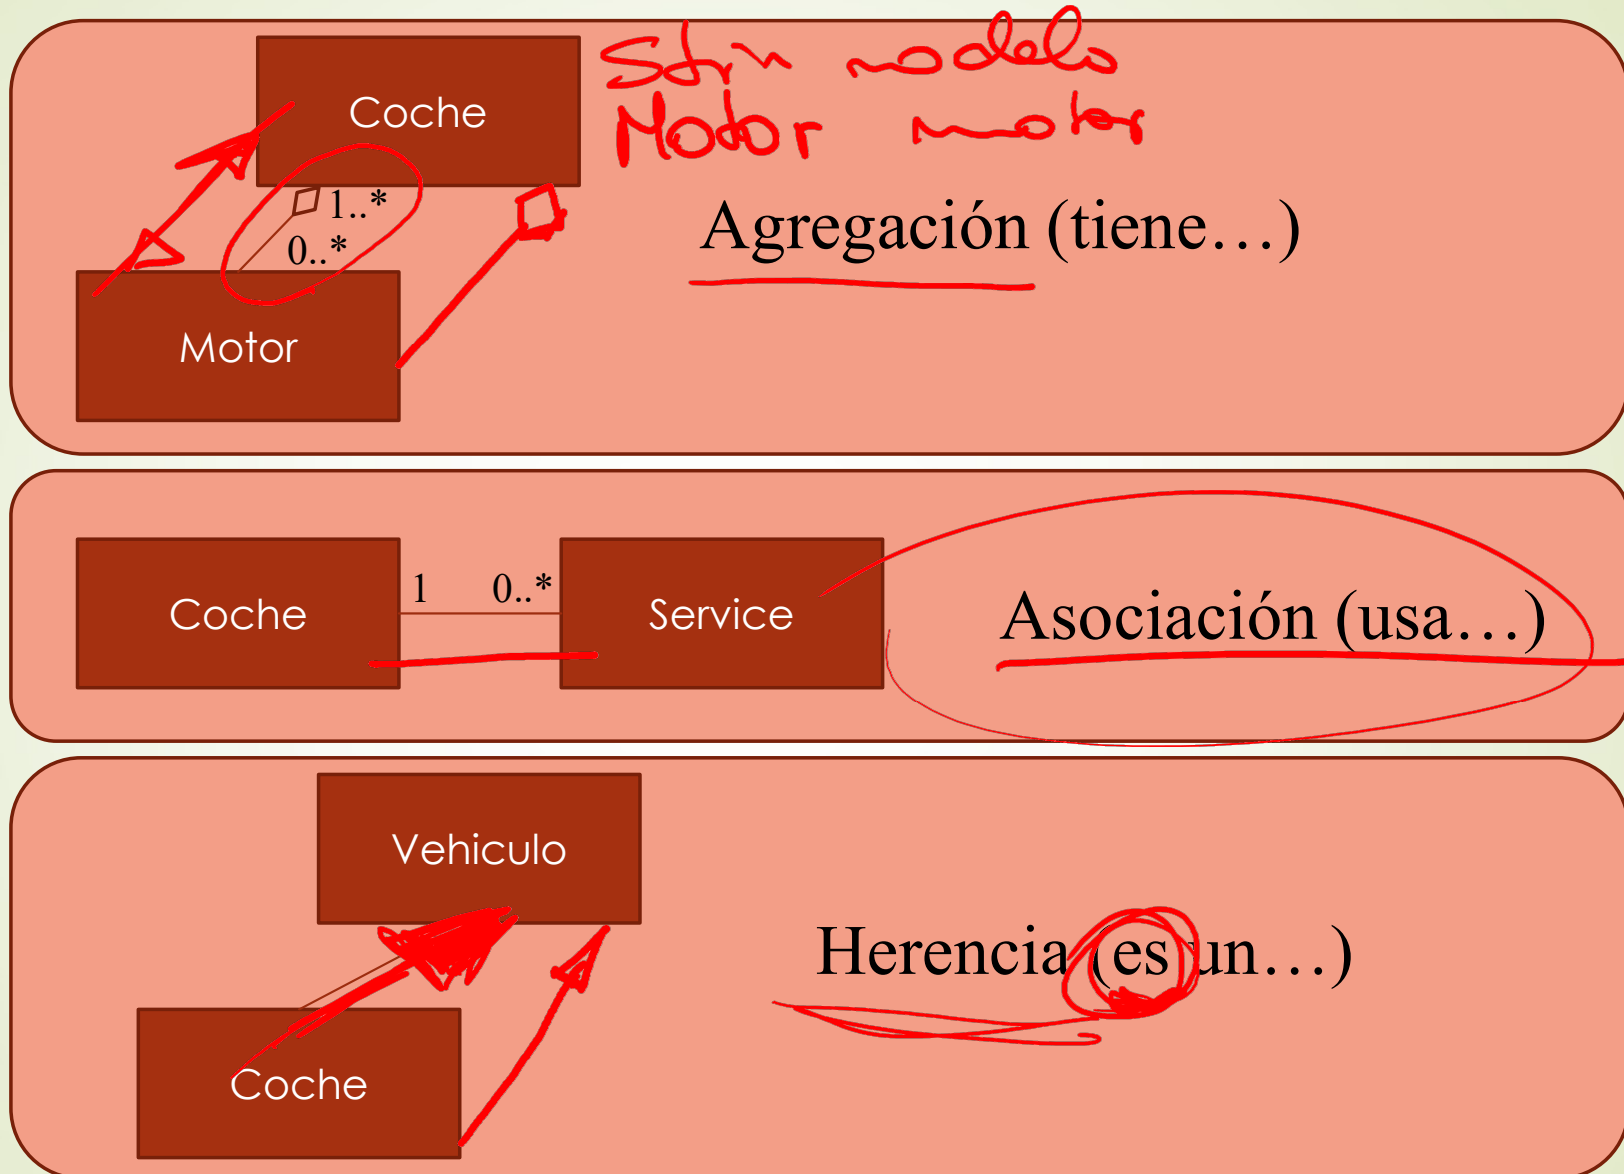 Coche
Strin modelo
Motor motor
1..*
0..*
Agregación (tiene…)
Motor
Coche
1 0..*
Service
Asociación (usa…)
Vehiculo
Herencia (es un…)
Coche